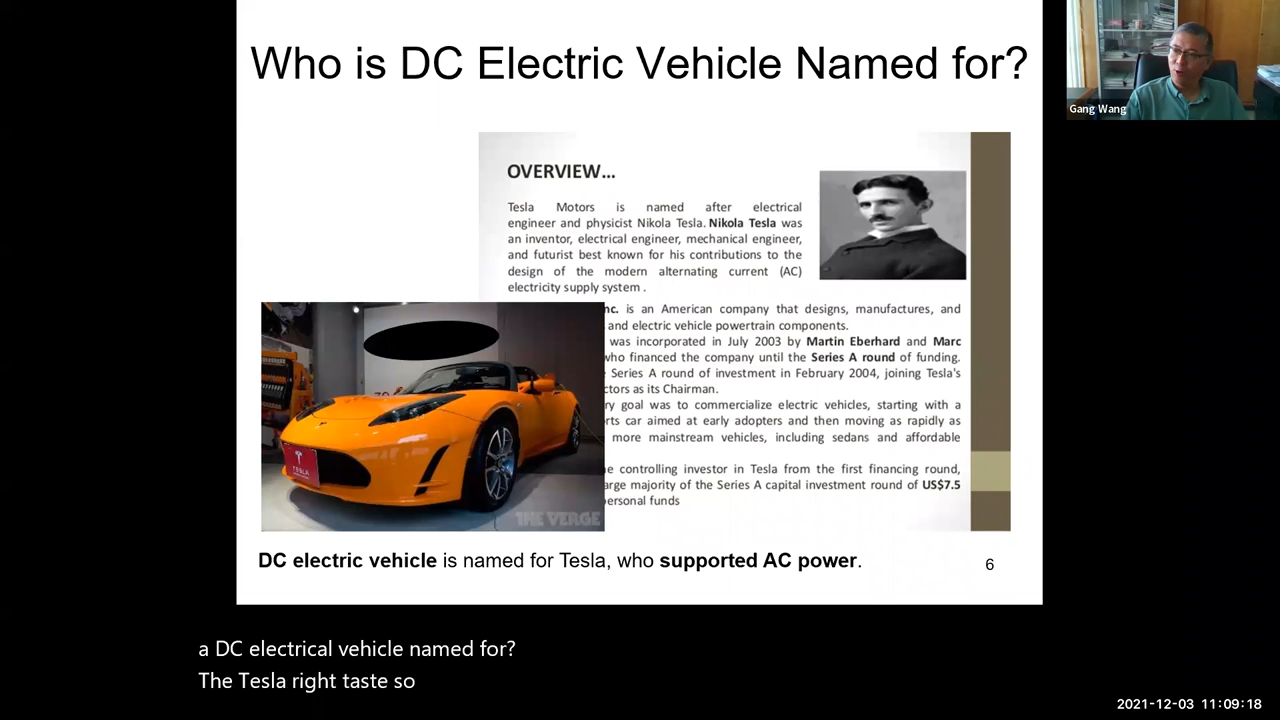 Who is DC Electric Vehicle Named for?
Gang Wang
OVERVIEW...
Tesla Motors is named after electrical
engineer and physicist Nikola Tesla. Nikola Tesla was
an inventor, electrical engineer, mechanical engineer,
and futurist best known for his contributions to the
design of the modern alternating current (AC)
electricity supply system .
nc. is an American company that designs, manufactures, and
and electric vehicle powertrain components.
was incorporated in July 2003 by Martin Eberhard and Marc
who financed the company until the Series A round of funding.
Series A round of investment in February 2004, joining Tesla's
ctors as its Chairman.
ry goal was to commercialize electric vehicles, starting with a
rts car aimed at early adopters and then moving as rapidly as
more mainstream vehicles, including sedans and affordable
e controlling investor in Tesla from the first financing round,
arge majority of the Series A capital investment round of US$7.5
ersonal funds
TESLA
THE VERGE
DC electric vehicle is named for Tesla, who supported AC power.
6
a DC electrical vehicle named for?
The Tesla right taste so
2021-12-03 11:09:18